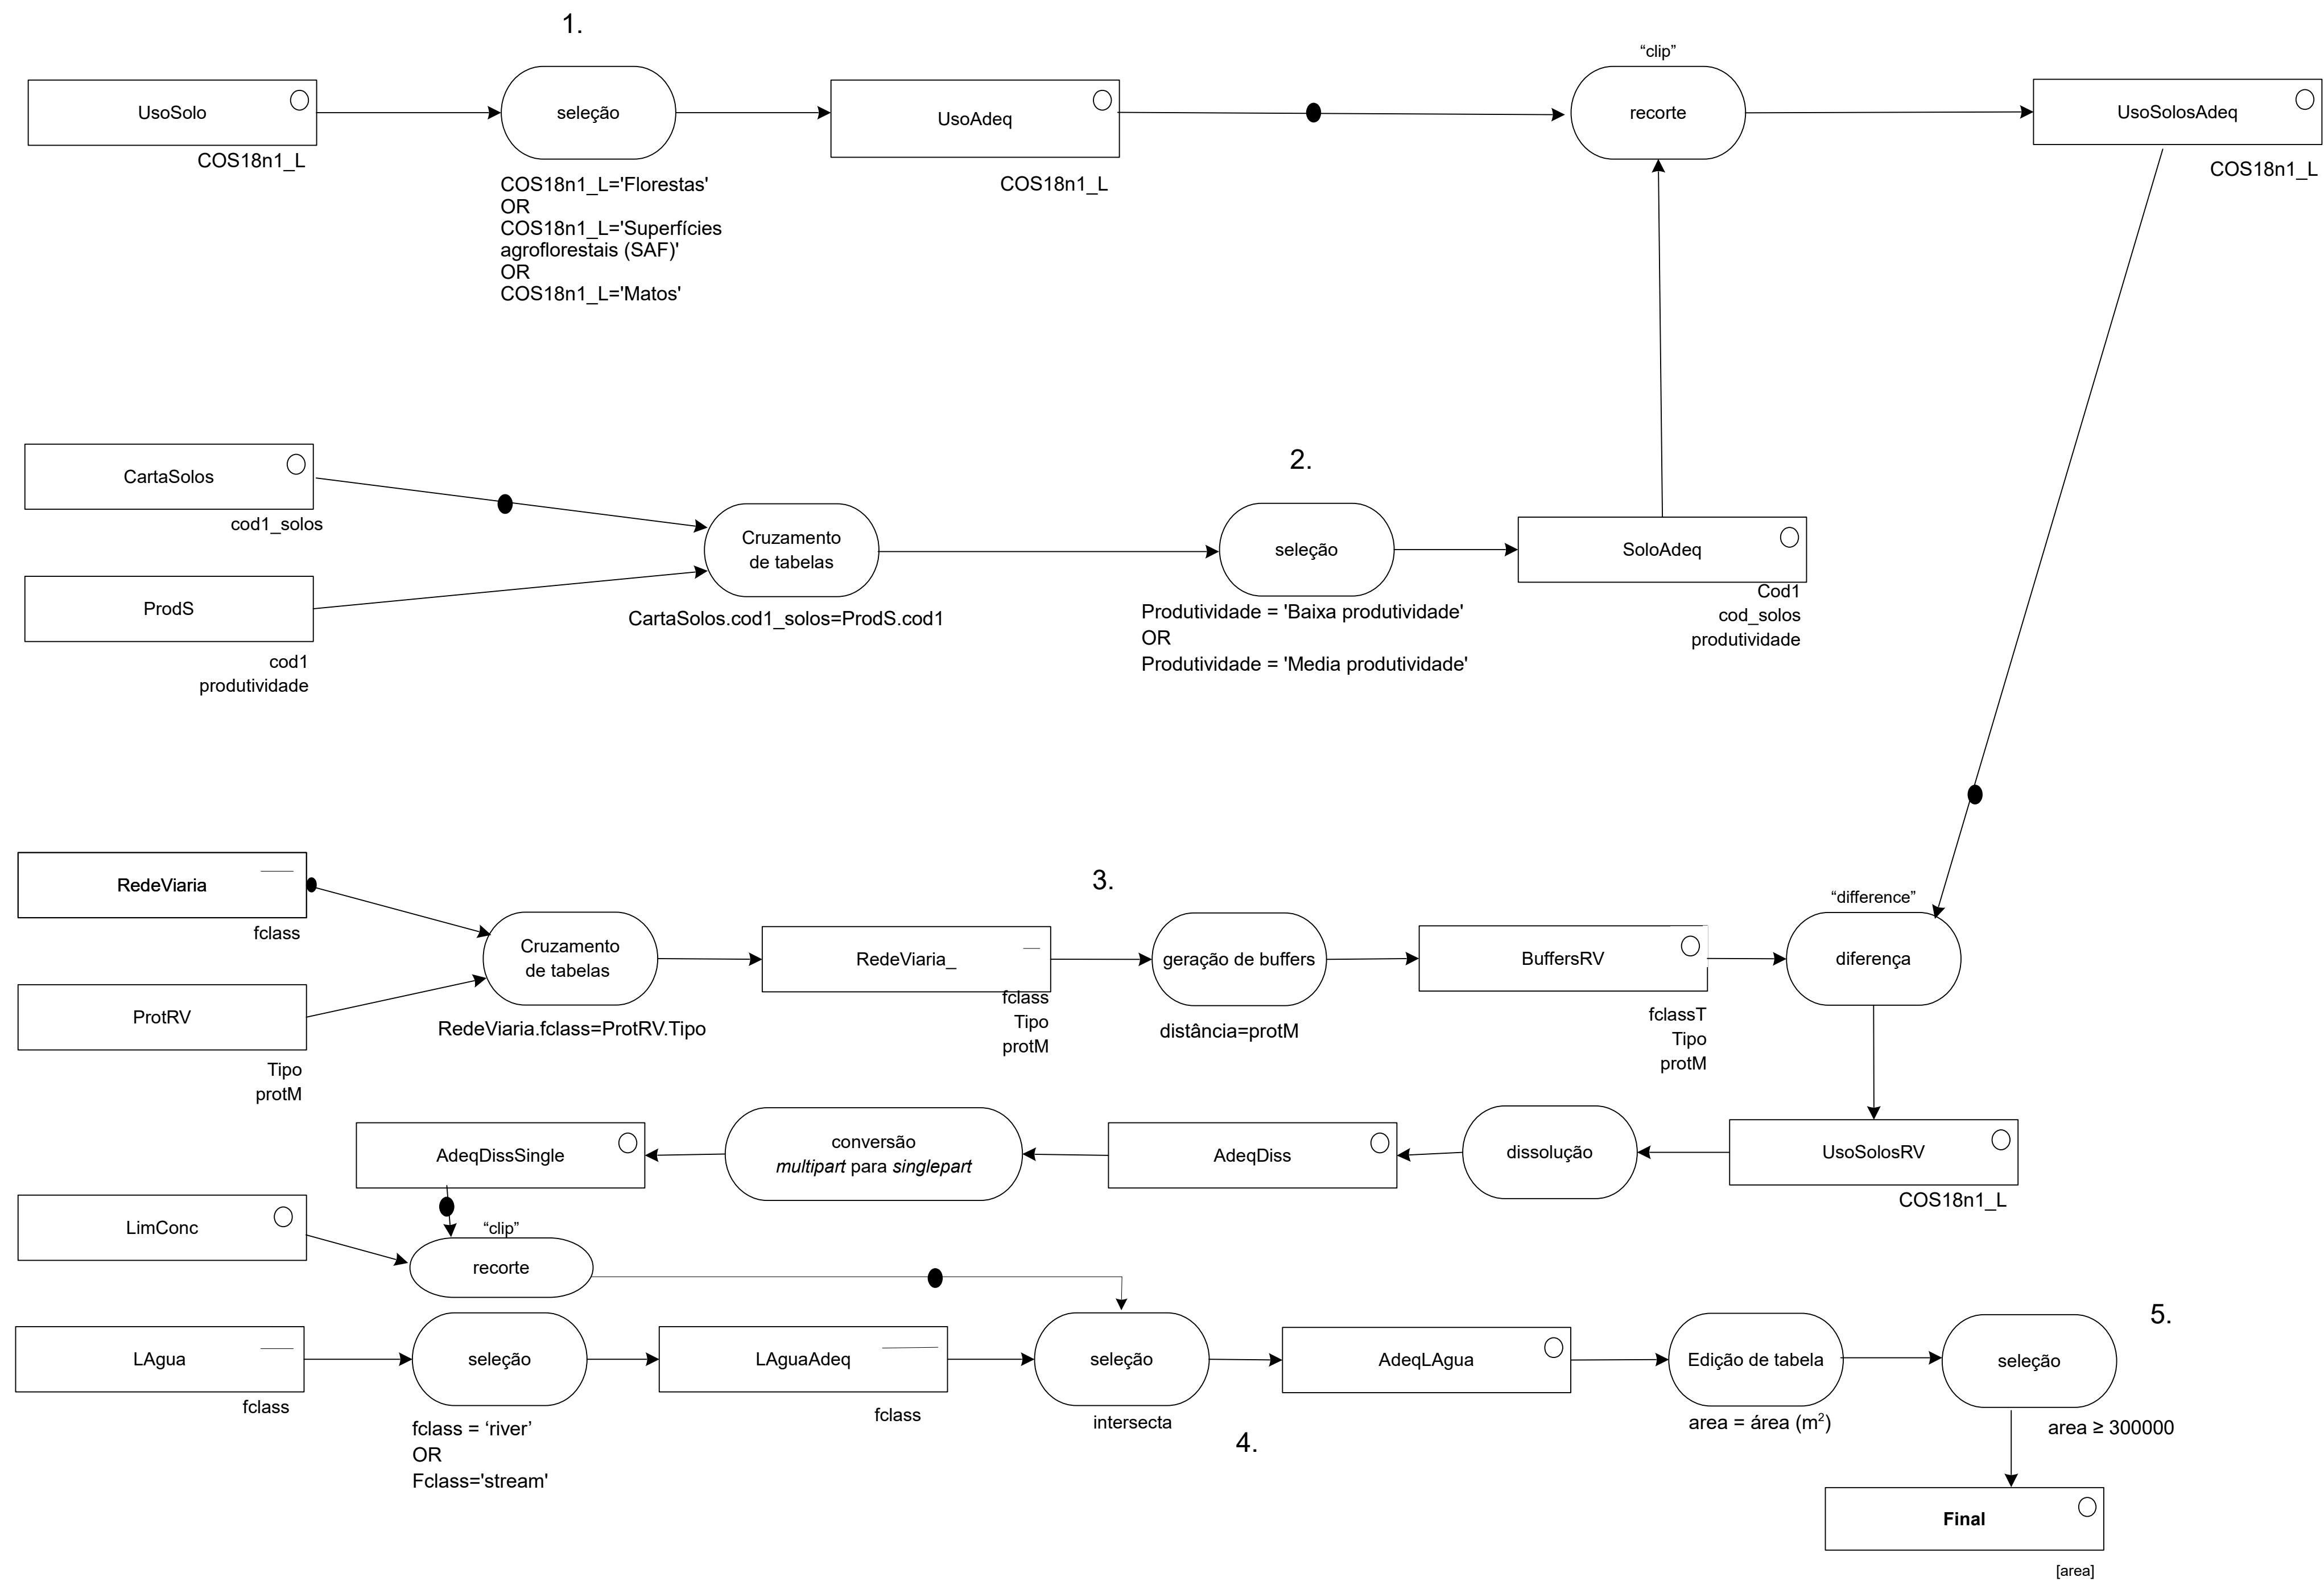 1.
“clip”
UsoSolo
seleção
UsoAdeq
recorte
UsoSolosAdeq
COS18n1_L
COS18n1_L
COS18n1_L
COS18n1_L='Florestas'
OR
COS18n1_L='Superfícies
agroflorestais (SAF)'
OR
COS18n1_L='Matos'
2.
CartaSolos
cod1_solos
Cruzamento
de tabelas
seleção
SoloAdeq
ProdS
cod1
produtividade
CartaSolos.cod1_solos=ProdS.cod1
Produtividade = 'Baixa produtividade'
OR
Produtividade = 'Media produtividade'
Cod1
cod_solos
produtividade
3.
RedeViaria
fclass
“difference”
Cruzamento
de tabelas
RedeViaria_
geração de buffers
BuffersRV
diferença
ProtRV
Tipo
protM
RedeViaria.fclass=ProtRV.Tipo
fclass
Tipo
protM
distância=protM
fclassT
Tipo
protM
AdeqDissSingle
conversão
multipart para singlepart
AdeqDiss
dissolução
UsoSolosRV
COS18n1_L
LimConc
“clip”
recorte
5.
LAgua
fclass
seleção
LAguaAdeq
fclass
seleção
intersecta
AdeqLAgua
Edição de tabela
area = área (m²)
seleção
area ≥ 300000
fclass = ‘river’
OR
Fclass='stream'
4.
Final
[area]